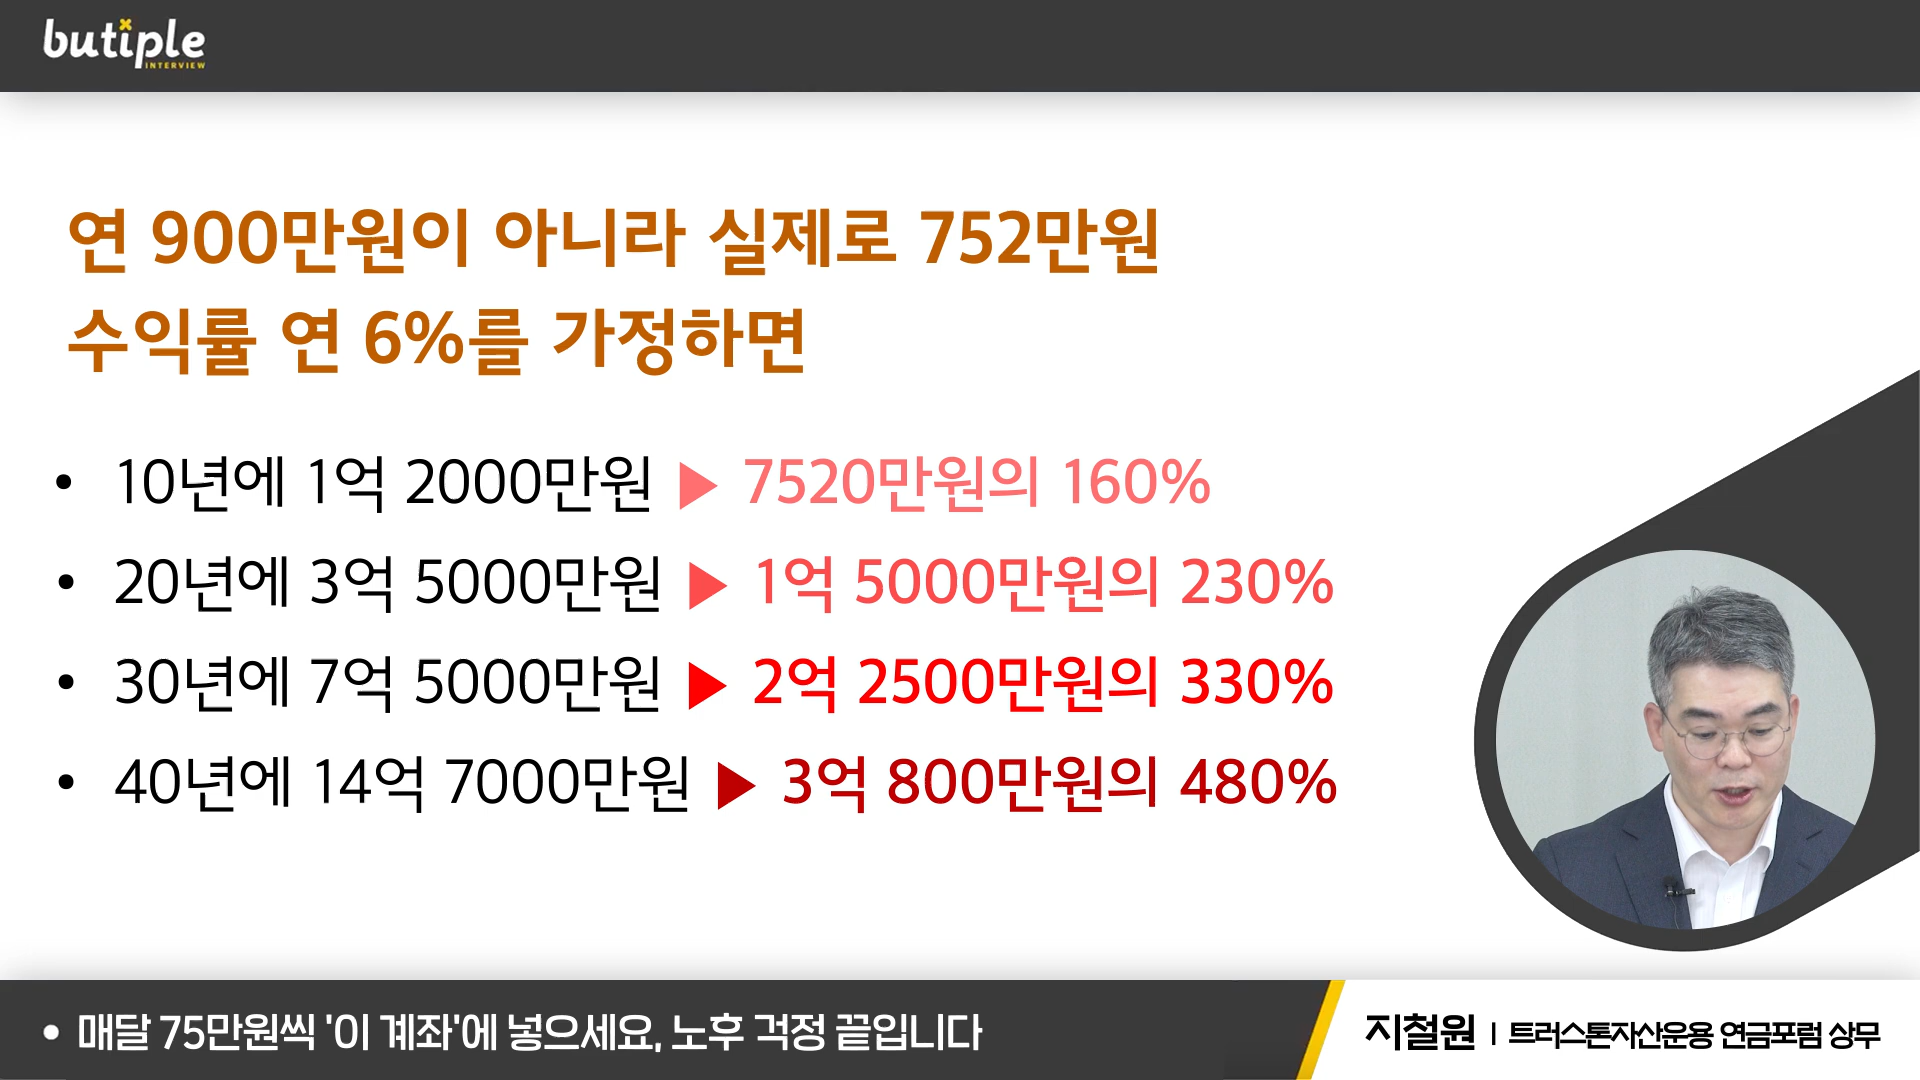 butiple
INTERVIEW
연 900만원이 아니라 실제로 752만원
수익률 연 6%를 가정하면
• 10년에 1억 2000만원 ▶ 7520만원의 160%
• 20년에 3억 5000만원 ▶ 1억 5000만원의 230%
• 30년에 7억 5000만원 ▶ 2억 2500만원의 330%
• 40년에 14억 7000만원 ▶ 3억 800만원의 480%
• 매달 75만원씩 '이 계좌'에 넣으세요, 노후 걱정 끝입니다
지철원 | 트러스톤자산운용 연금포럼 상무